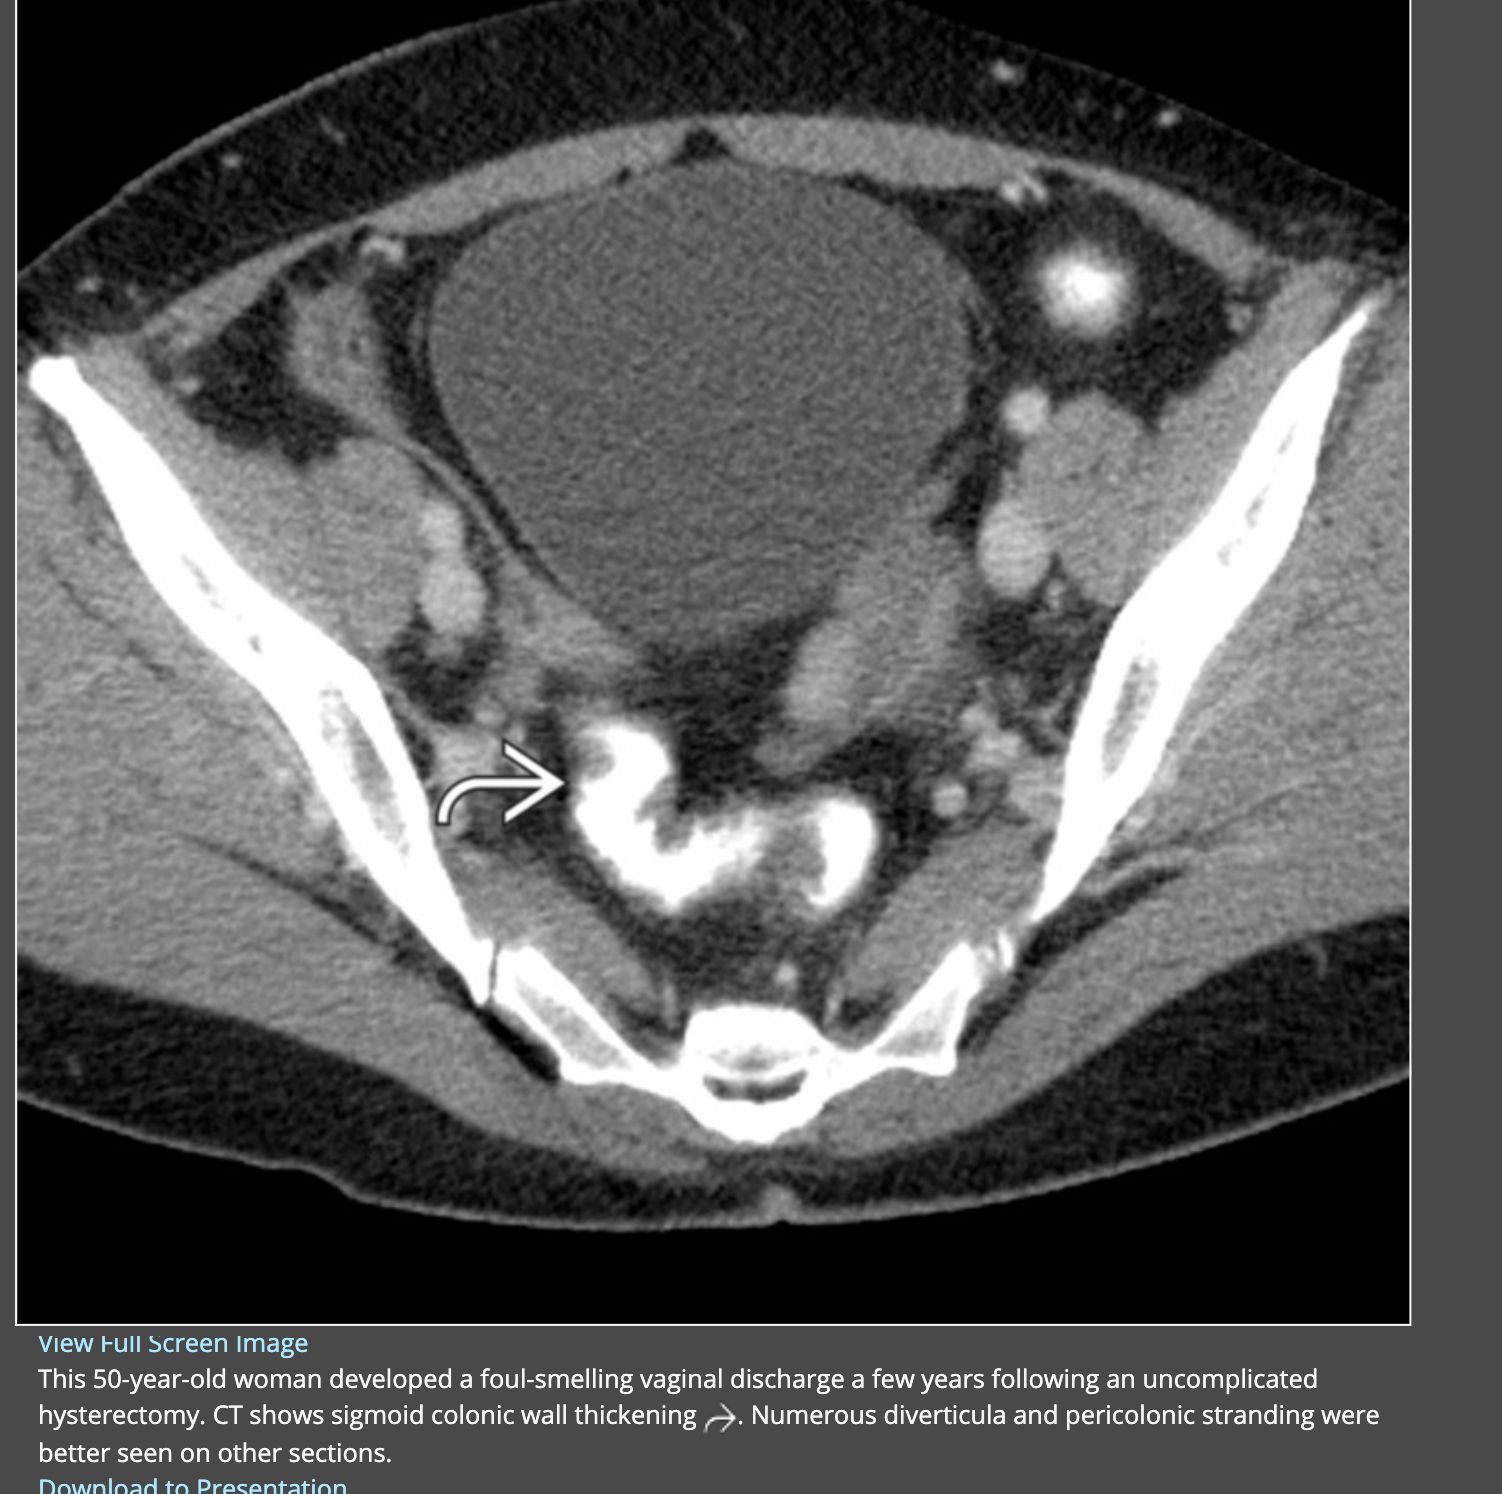 View Full Screen Image
This 50-year-old woman developed a foul-smelling vaginal discharge a few years following an uncomplicated
hysterectomy. CT shows sigmoid colonic wall thickening . Numerous diverticula and pericolonic stranding were
better seen on other sections.
Download to Presentation